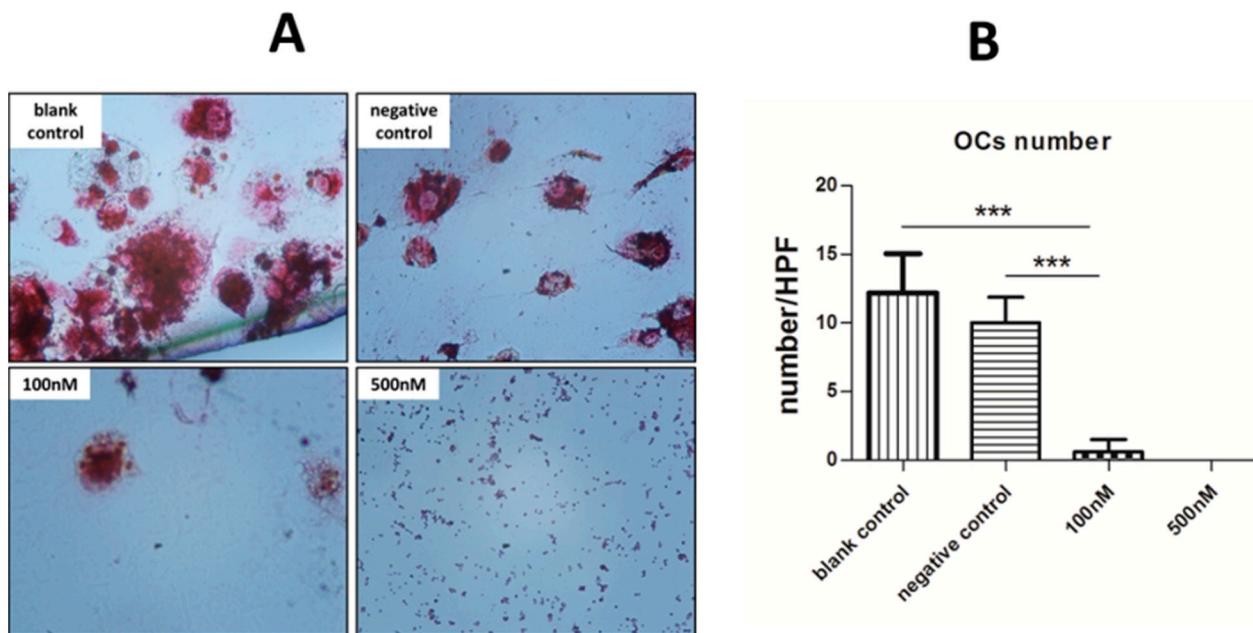 A
blank
control
negative
control
100nM
500nM
B
OCs number
number/HPF
20
15
10
5
0
***
***
blank control
negative control
100nM
500nM